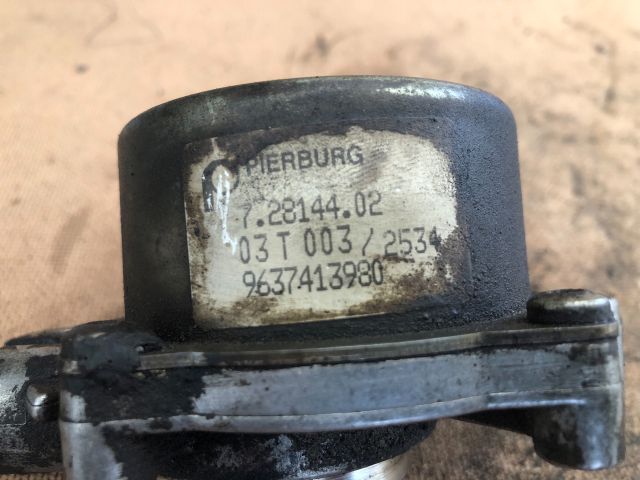 PIERBURG
7.28144.02
03 T 003 / 2534
9637413980